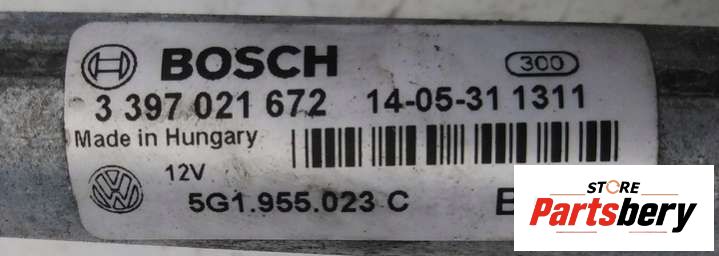 BOSCH 300
3 397 021 672 14-05-31 1311
Made in Hungary
12V
5G1.955.023 C
STORE
Partsbery